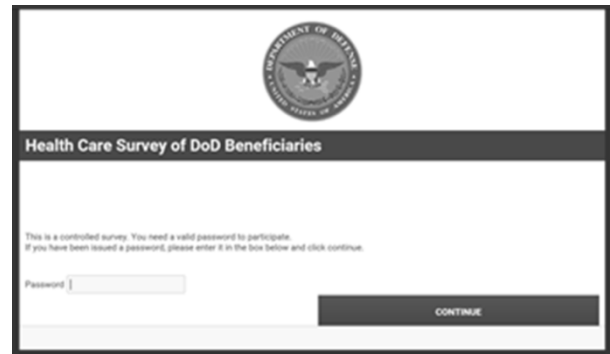 DEPARTMENT OF DEFENSE
UNITED STATES OF AMERICA
Health Care Survey of DoD Beneficiaries
This is a controlled survey. You need a valid password to participate.
If you have been issued a password, please enter it in the box below and click continue.
Password
CONTINUE